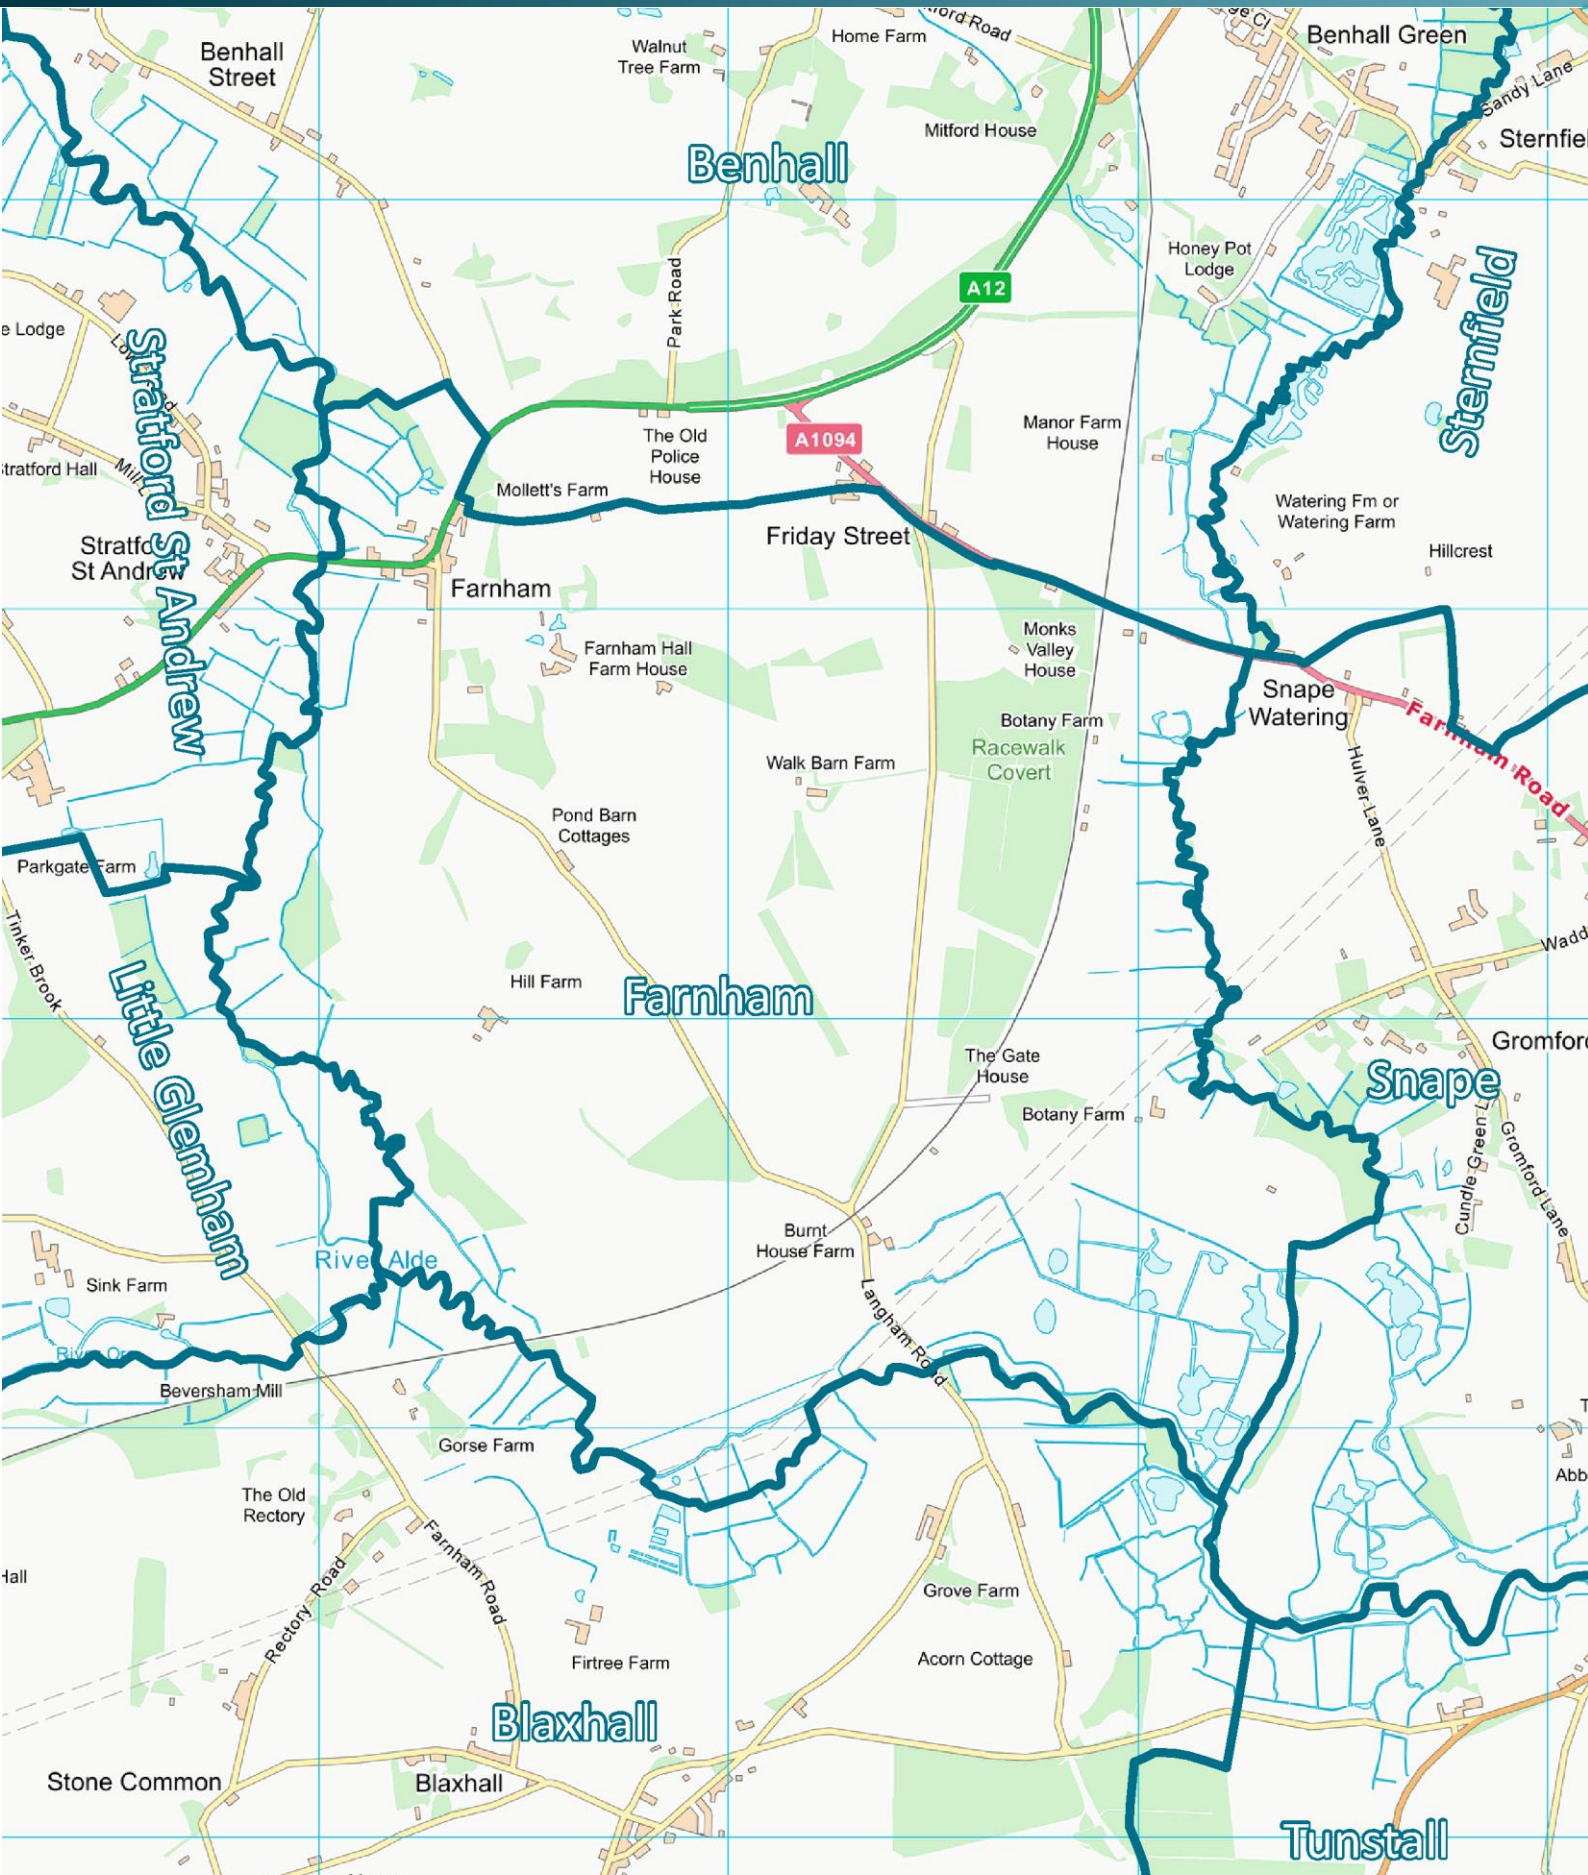 Benhall
Street
Walnut
Tree Farm
Home Farm
Benhall Green
Sandy Lane
Mitford House
Benhall
Honey Pot
Lodge
Sternfield
A12
Park Road
e Lodge
Stratford St Andrew
The Old
Police
House
A1094
Manor Farm
House
tratford Hall
Mollett's Farm
Watering Fm or
Watering Farm
Friday Street
Hillcrest
St Andrew
Farnham
Farnham Hall
Farm House
Monks
Valley
House
Snape
Watering
Botany Farm
Racewalk
Covert
Farnham Road
Walk Barn Farm
Hulver Lane
Pond Barn
Cottages
Parkgate Farm
Tinker Brook
Wadd
Hill Farm
Farnham
Little Glemham
The Gate
House
Gromford
Snape
Botany Farm
Cundle Green L
Gromford Lane
Burnt
House Farm
River Alde
Sink Farm
Langham Road
Beversham Mill
Gorse Farm
The Old
Rectory
Abb
Farnham Road
Rectory Road
Hall
Grove Farm
Firtree Farm
Acorn Cottage
Blaxhall
Stone Common
Blaxhall
Tunstall